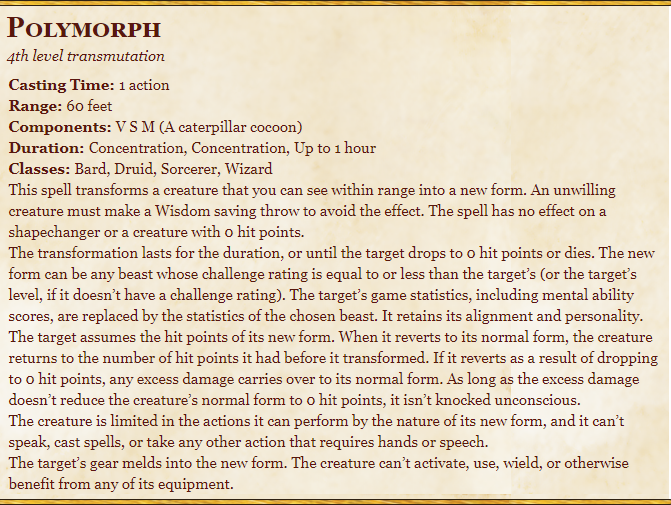 Polymorph
4th level transmutation
Casting Time: 1 action
Range: 60 feet
Components: V S M (A caterpillar cocoon)
Duration: Concentration, Concentration, Up to 1 hour
Classes: Bard, Druid, Sorcerer, Wizard
This spell transforms a creature that you can see within range into a new form. An unwilling
creature must make a Wisdom saving throw to avoid the effect. The spell has no effect on a
shapechanger or a creature with 0 hit points.
The transformation lasts for the duration, or until the target drops to 0 hit points or dies. The new
form can be any beast whose challenge rating is equal to or less than the target's (or the target's
level, if it doesn't have a challenge rating). The target's game statistics, including mental ability
scores, are replaced by the statistics of the chosen beast. It retains its alignment and personality.
The target assumes the hit points of its new form. When it reverts to its normal form, the creature
returns to the number of hit points it had before it transformed. If it reverts as a result of dropping
to 0 hit points, any excess damage carries over to its normal form. As long as the excess damage
doesn't reduce the creature's normal form to 0 hit points, it isn't knocked unconscious.
The creature is limited in the actions it can perform by the nature of its new form, and it can't
speak, cast spells, or take any other action that requires hands or speech.
The target's gear melds into the new form. The creature can't activate, use, wield, or otherwise
benefit from any of its equipment.